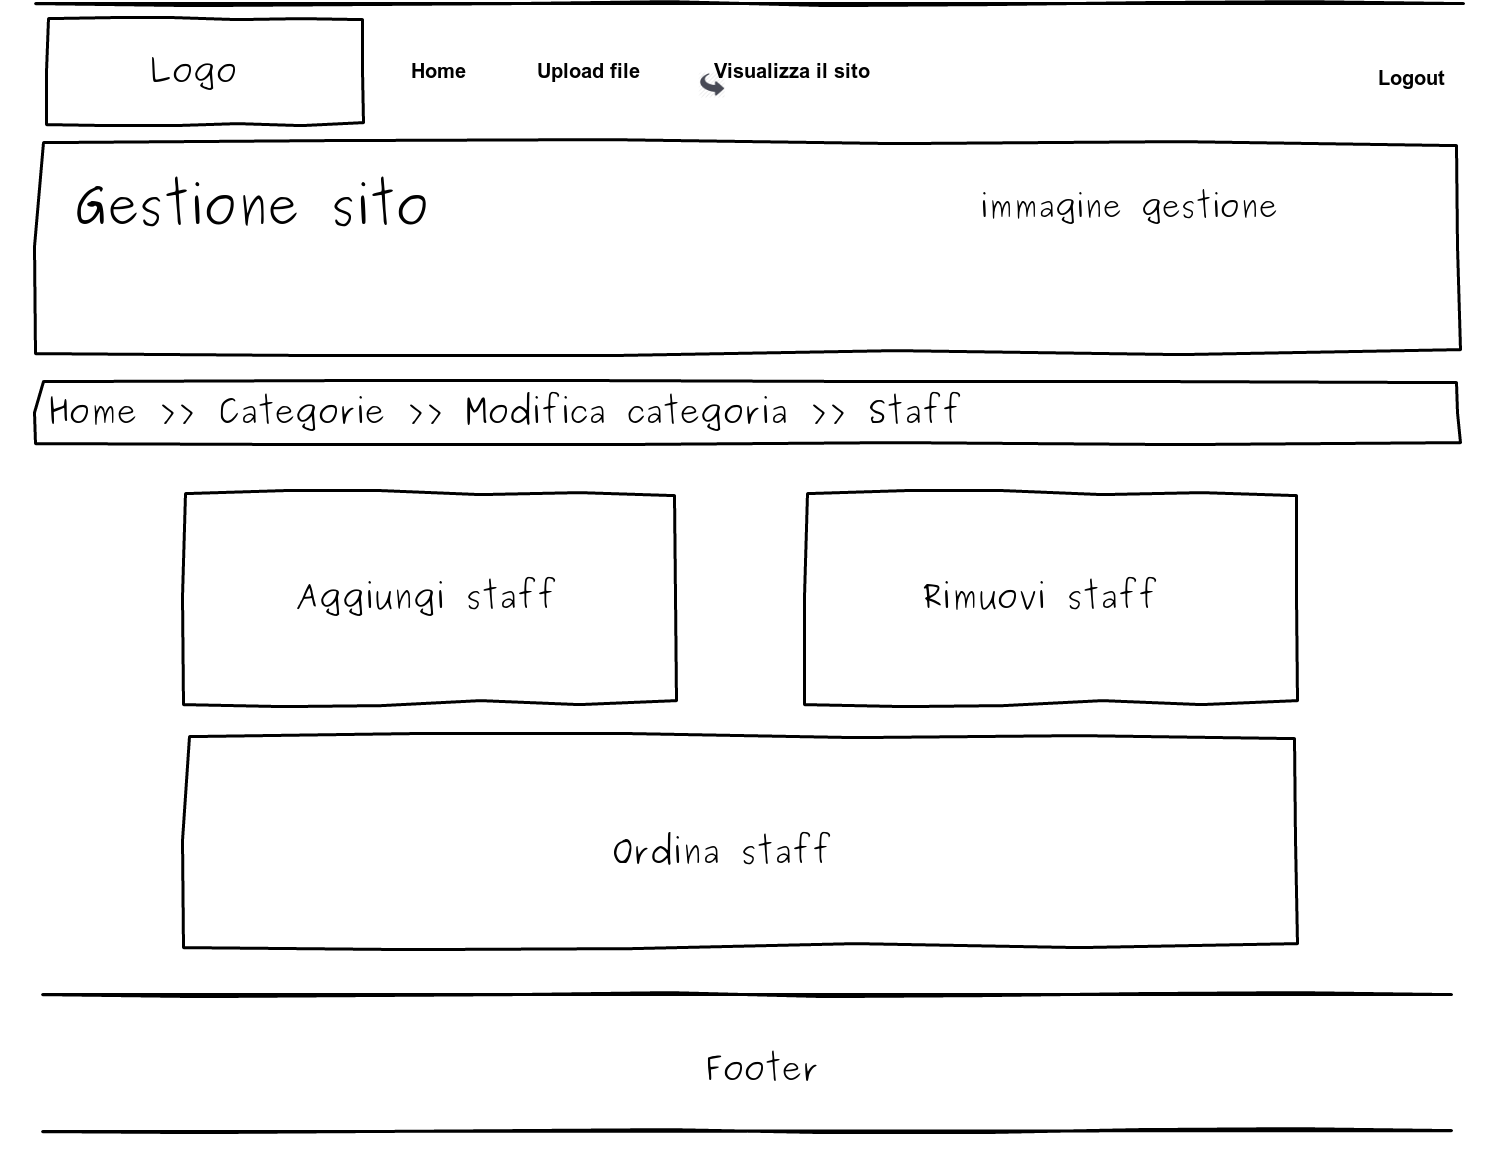 Logo
Home Upload file Visualizza il sito Logout
Gestione sito immagine gestione
Home >> Categorie >> Modifica categoria >> Staff
Aggiungi staff Rimuovi staff
Ordina staff
Footer